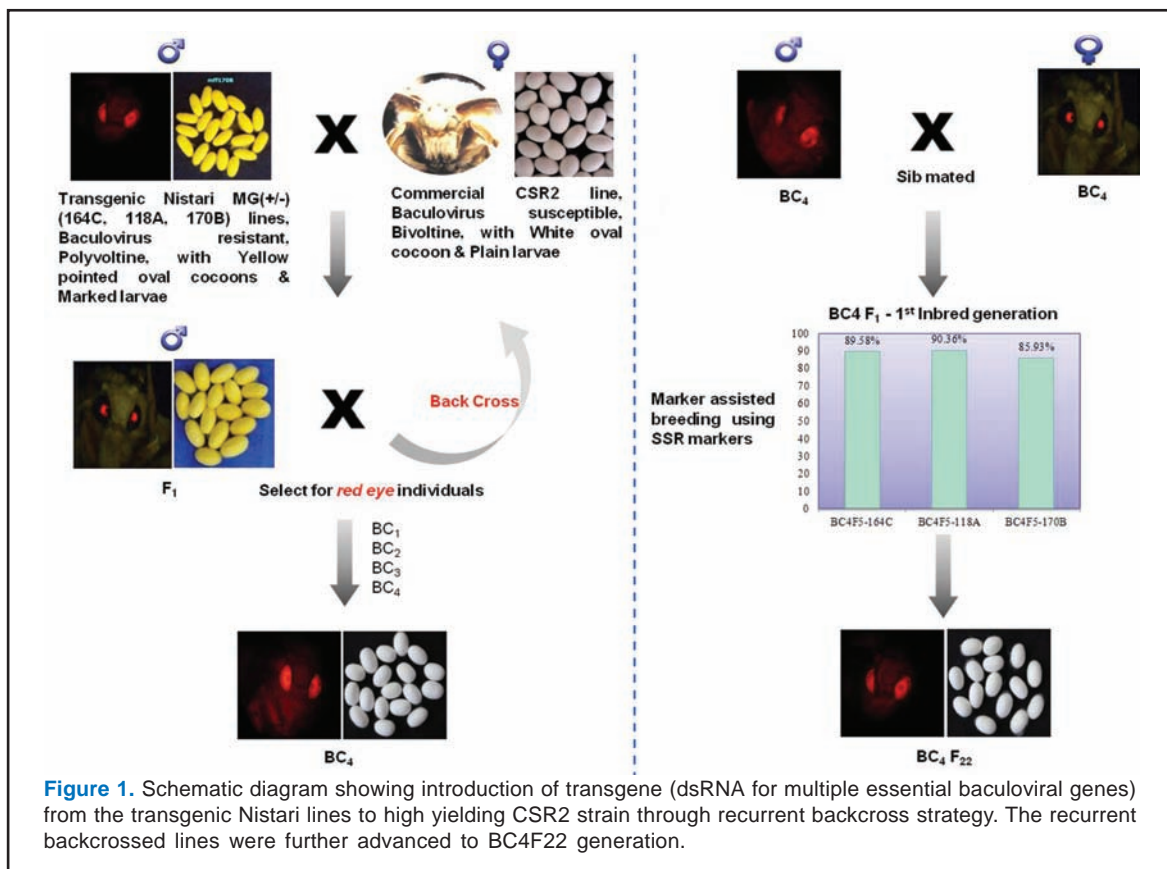 ♂
♀
mff170B
X
Transgenic Nistari MG(+/-)
(164C, 118A, 170B) lines,
Baculovirus resistant,
Polyvoltine, with Yellow
pointed oval cocoons &
Marked larvae
Commercial CSR2 line,
Baculovirus susceptible,
Bivoltine, with White oval
cocoon & Plain larvae
♂
X
Back Cross
F1
Select for red eye individuals
BC1
BC2
BC3
BC4
BC4
♂
♀
X
BC4
Sib mated
BC4
BC4 F1 - 1st Inbred generation
Marker assisted
breeding using
SSR markers
100
90
80
70
60
50
40
30
20
10
0
89.58%
90.36%
85.93%
BC4F5-164C
BC4F5-118A
BC4F5-170B
BC4 F22
Figure 1. Schematic diagram showing introduction of transgene (dsRNA for multiple essential baculoviral genes)
from the transgenic Nistari lines to high yielding CSR2 strain through recurrent backcross strategy. The recurrent
backcrossed lines were further advanced to BC4F22 generation.